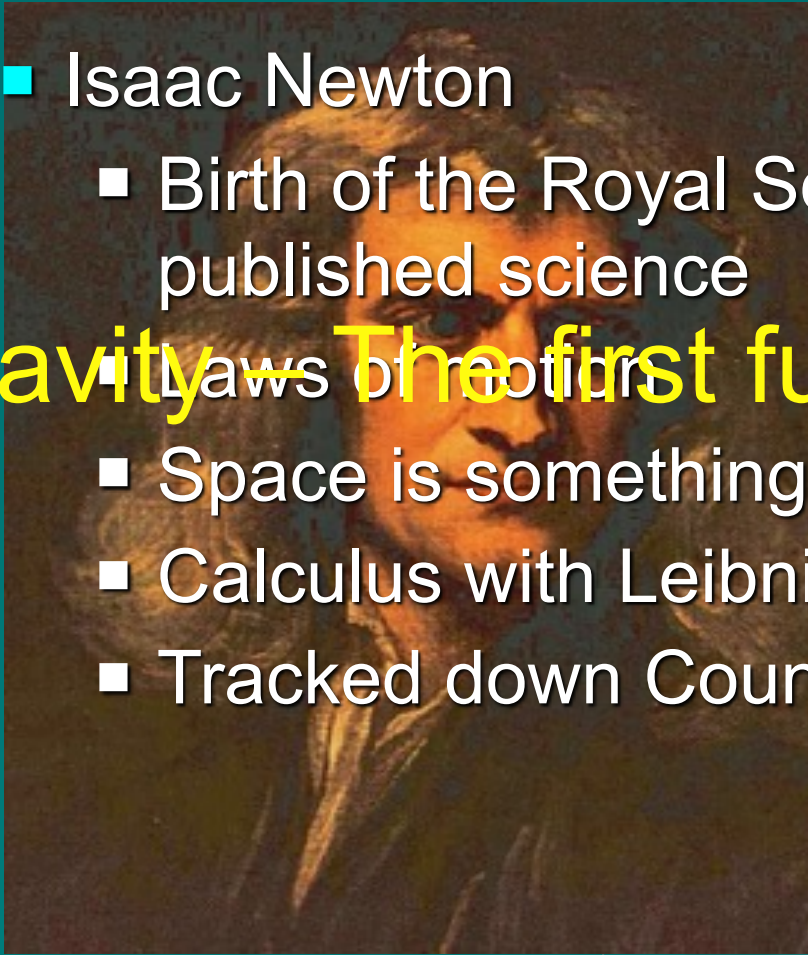 Isaac Newton
Birth of the Royal So
published science
avity – The first fu
Laws of motion
Space is something
Calculus with Leibni
Tracked down Coun